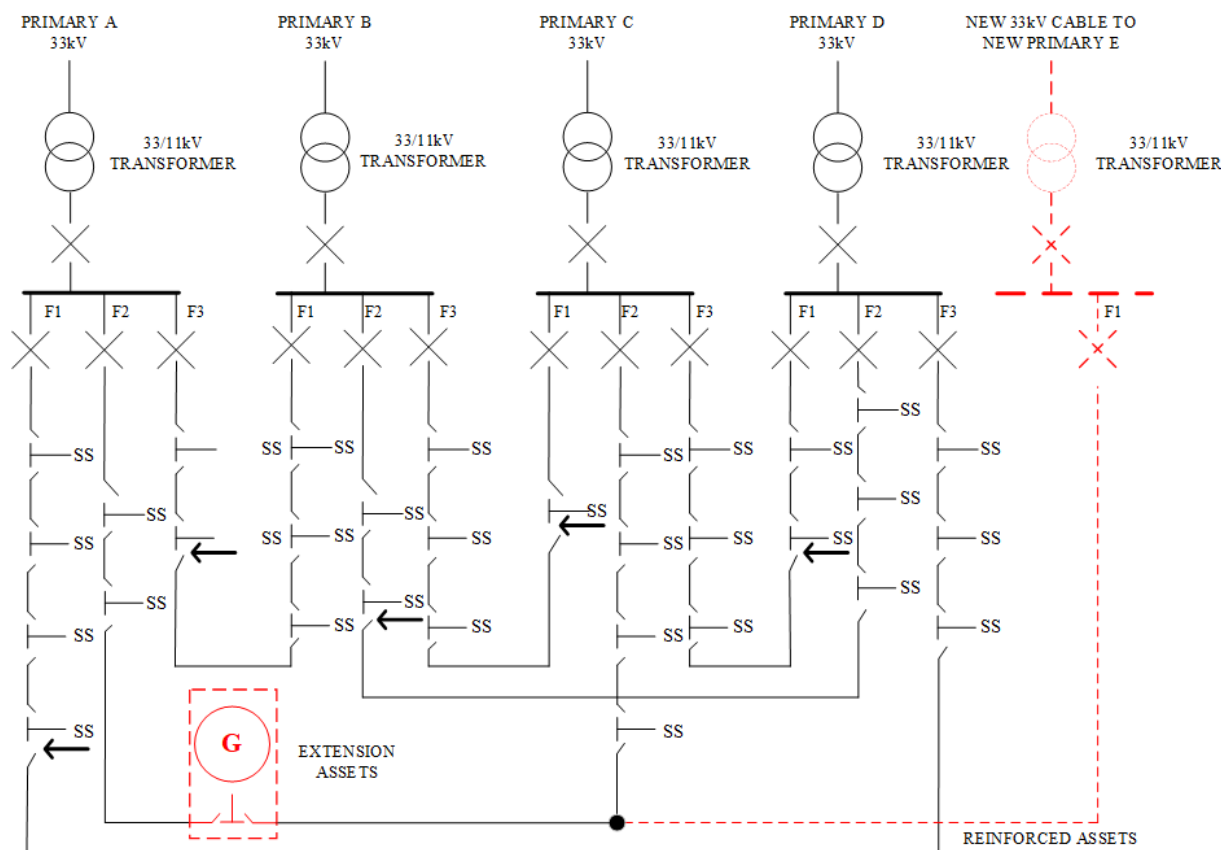 PRIMARY A
33kV
PRIMARY B
33kV
PRIMARY C
33kV
PRIMARY D
33kV
NEW 33kV CABLE TO
NEW PRIMARY E
33/11kV
TRANSFORMER
33/11kV
TRANSFORMER
33/11kV
TRANSFORMER
33/11kV
TRANSFORMER
33/11kV
TRANSFORMER
F1 F2 F3
F1 F2 F3
F1 F2 F3
F1 F2 F3
F1
SS
SS SS SS SS SS SS SS SS SS
SS SS SS SS SS SS
SS SS SS SS SS SS SS SS SS
SS SS SS
SS SS SS SS SS SS
SS SS
G
EXTENSION
ASSETS
REINFORCED ASSETS